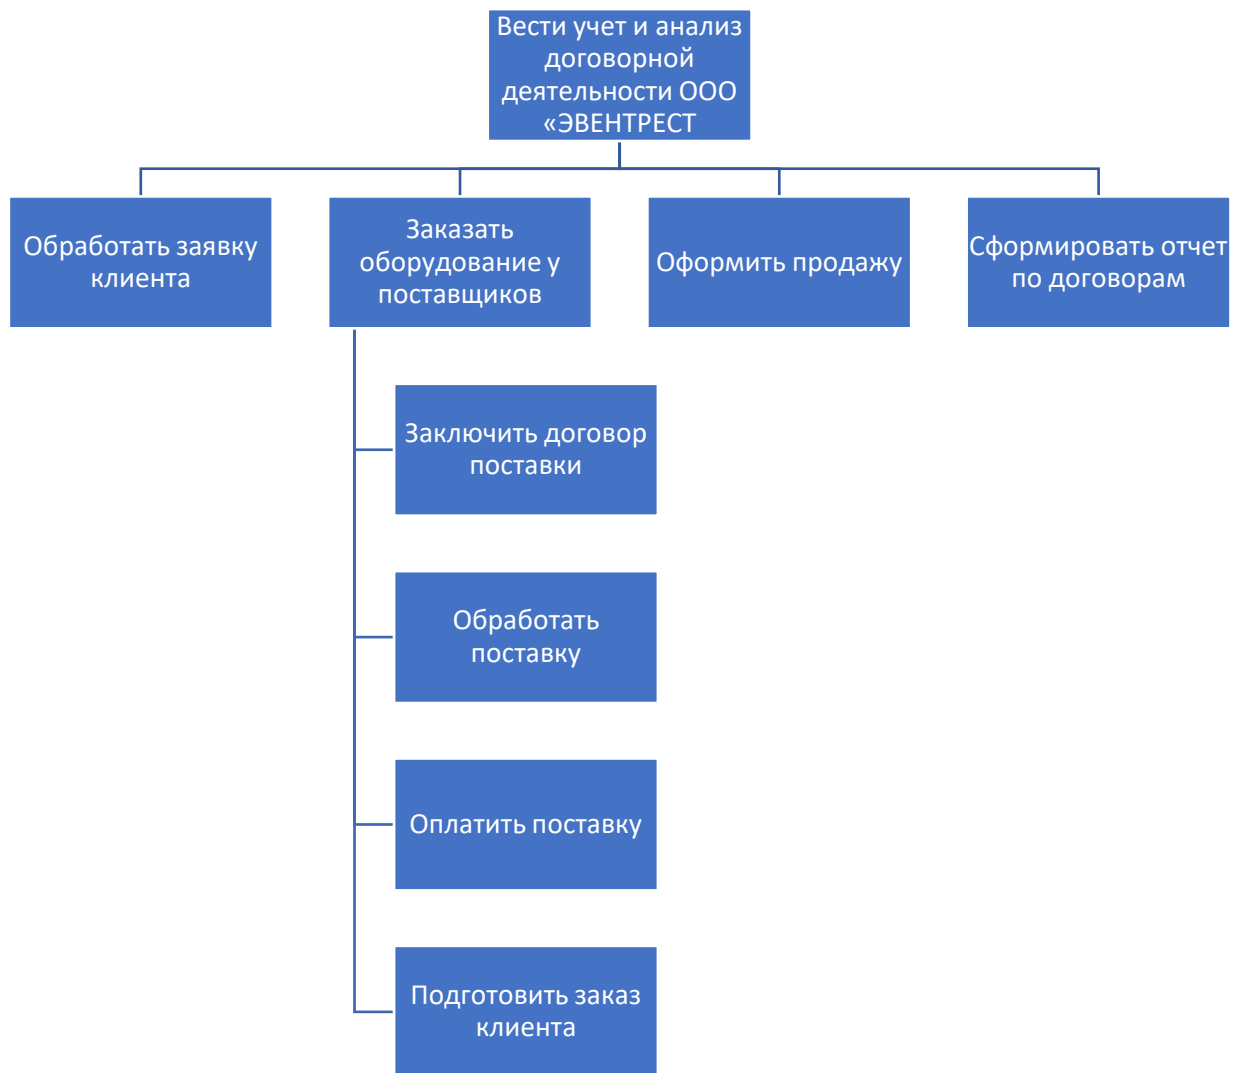 Вести учет и анализ
договорной
деятельности ООО
«ЭВЕНТРЕСТ
Обработать заявку
клиента
Заказать
оборудование у
поставщиков
Оформить продажу
Сформировать отчет
по договорам
Заключить договор
поставки
Обработать
поставку
Оплатить поставку
Подготовить заказ
клиента